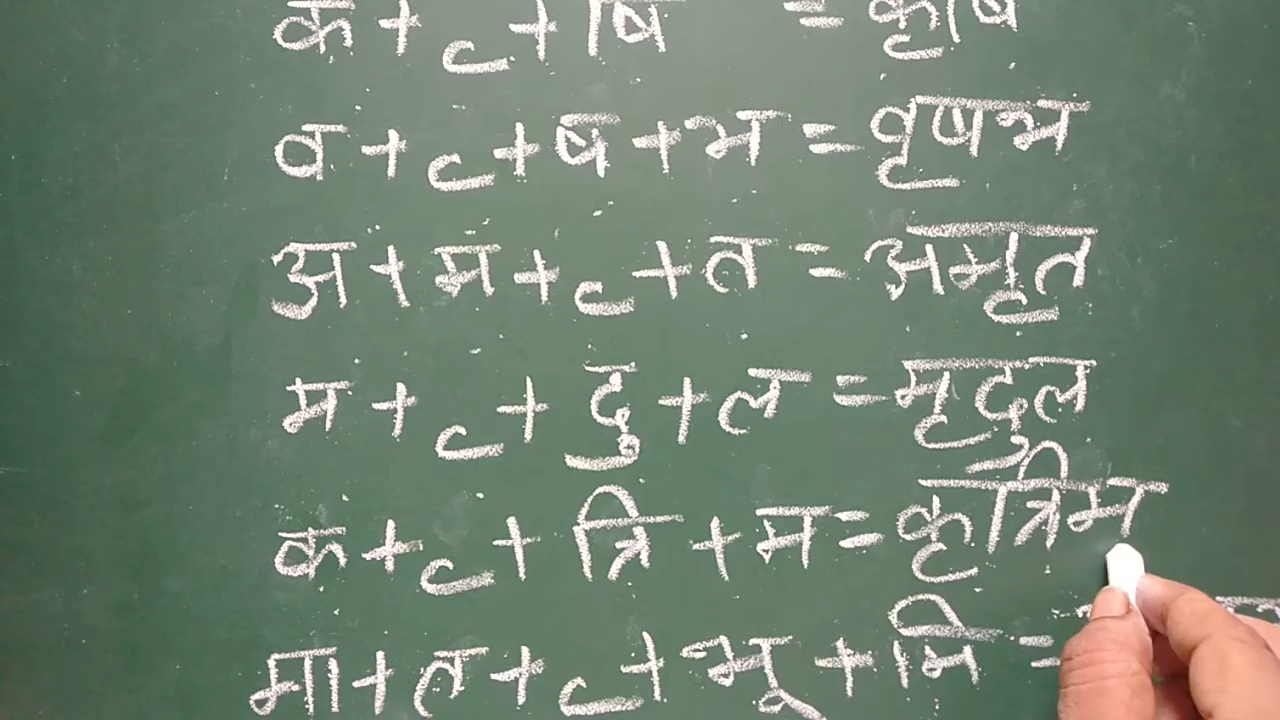 क + ृ + षि = कृषि
व + ृ + ष + भ = वृषभ
अ + म + ृ + त = अमृत
म + ृ + दु + ल = मृदुल
क + ृ + त्रि + म = कृत्रिम
मा + त + ृ + भू + मि =